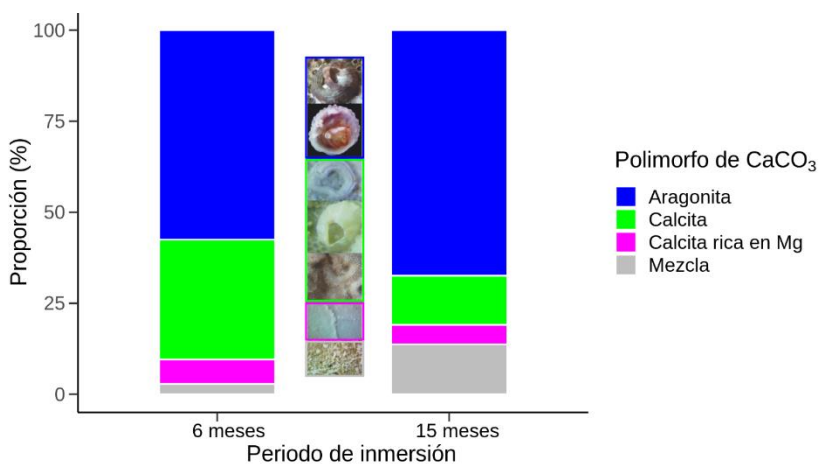 100
75
50
25
0
Proporción (%)
6 meses
15 meses
Periodo de inmersión
Polimorfo de CaCO₃
Aragonita
Calcita
Calcita rica en Mg
Mezcla